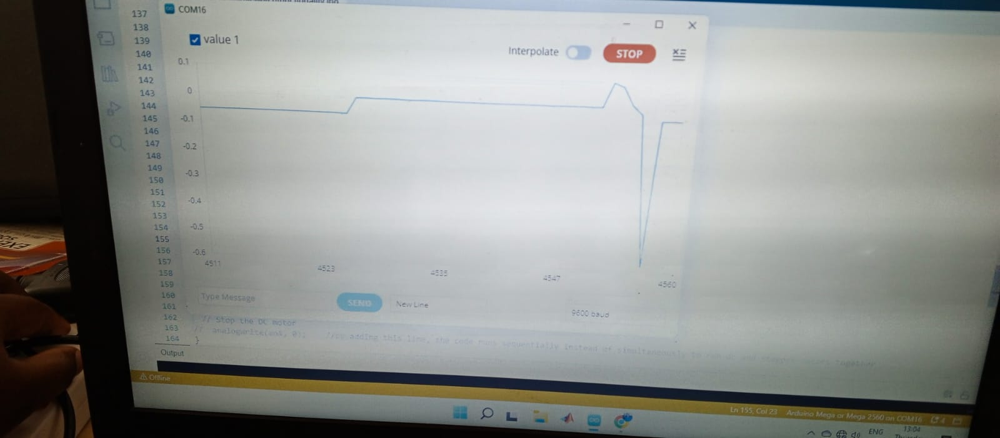 COM16
value 1
Interpolate
STOP
0.1
0
-0.1
-0.2
-0.3
-0.4
-0.5
-0.6
4511
4523
4535
4547
4560
Type Message
SEND
New Line
9600 baud
137
138
139
140
141
142
143
144
145
146
147
148
149
150
151
152
153
154
155
156
157
158
159
160
161
162 // Stop the DC motor
163 // analogWrite(enA, 0); adding this line, the code runs sequentially instead of simultaneously to run dc and stepper motors together
164 }
Output
Offline
Ln 155, Col 23 Arduino Mega or Mega 2560 on COM16 4
ENG
13:04